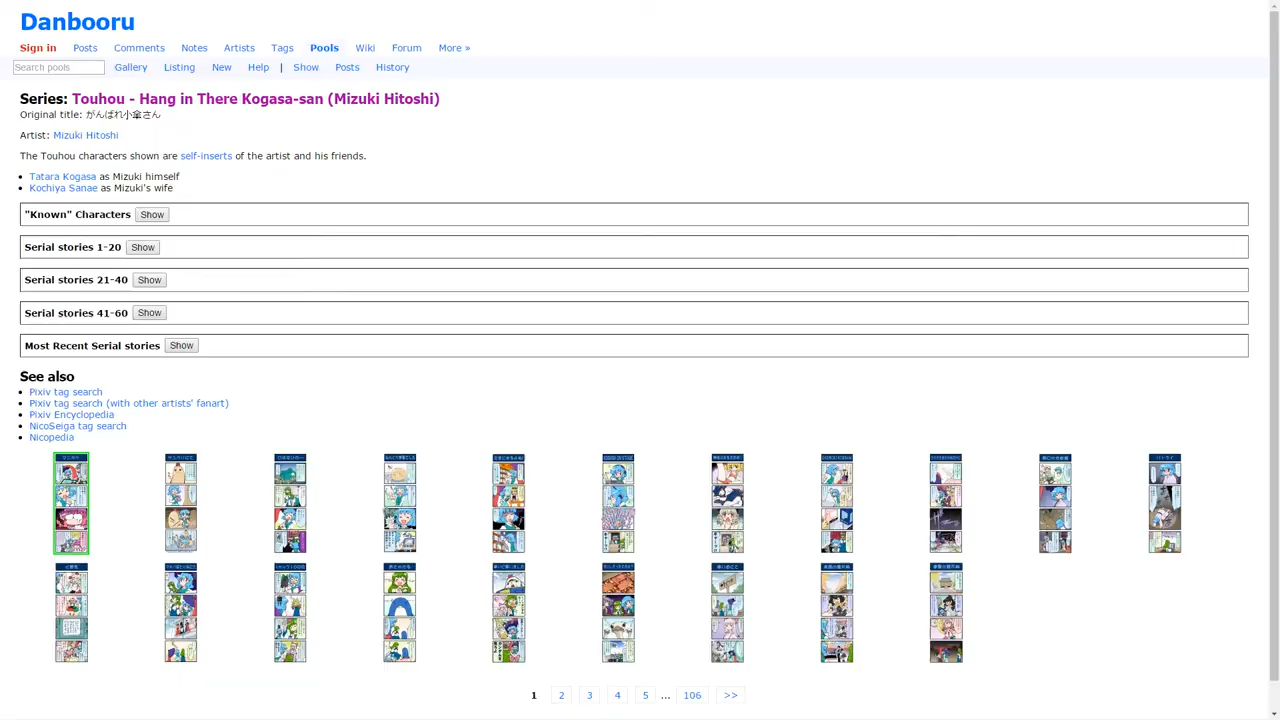 Danbooru
Sign in Posts Comments Notes Artists Tags Pools Wiki Forum More »
Search pools Gallery Listing New Help | Show Posts History
Series: Touhou - Hang in There Kogasa-san (Mizuki Hitoshi)
Original title: がんばれ小傘さん
Artist: Mizuki Hitoshi
The Touhou characters shown are self-inserts of the artist and his friends.
Tatara Kogasa as Mizuki himself
Kochiya Sanae as Mizuki's wife
"Known" Characters Show
Serial stories 1-20 Show
Serial stories 21-40 Show
Serial stories 41-60 Show
Most Recent Serial stories Show
See also
Pixiv tag search
Pixiv tag search (with other artists' fanart)
Pixiv Encyclopedia
NicoSeiga tag search
Nicopedia
1 2 3 4 5 ... 106 >>